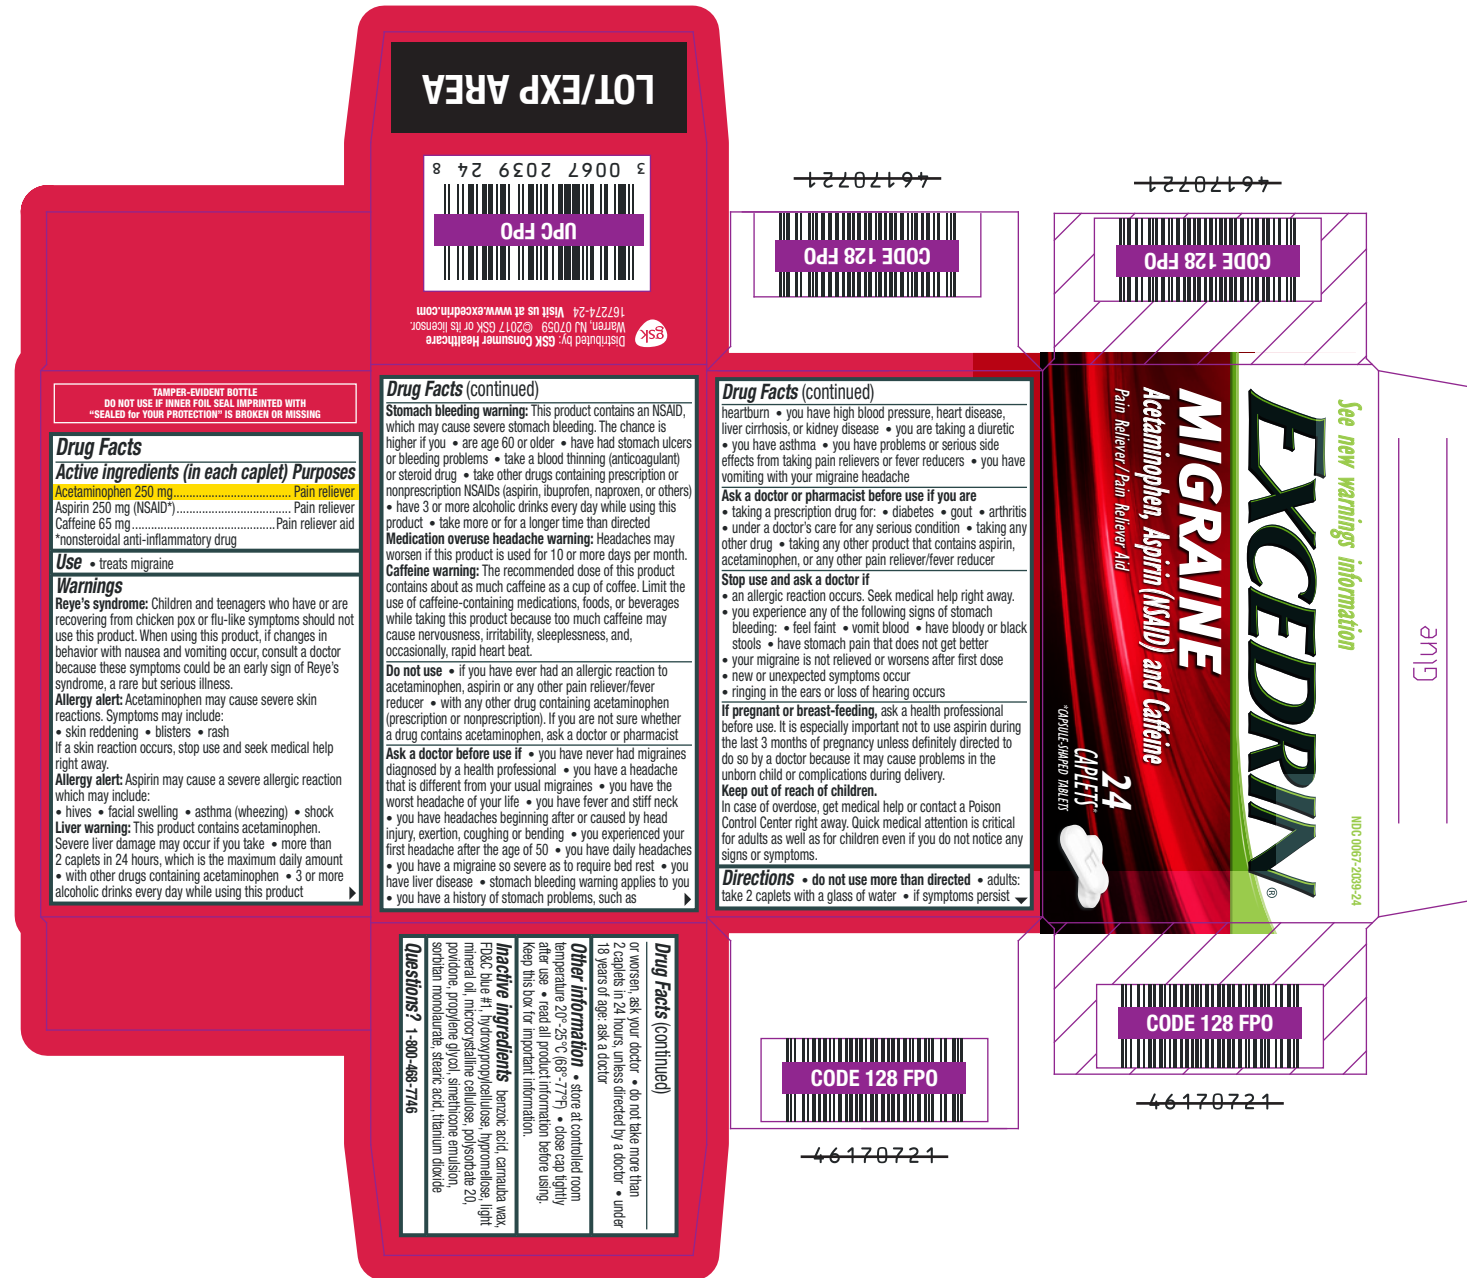 LOT/EXP AREA
3 0067 2039 24 8
UPC FPO
Distributed by: GSK Consumer Healthcare
Warren, NJ 07059 ©2017 GSK or its licensor.
167274-24 Visit us at www.excedrin.com
gsk
46170721
CODE 128 FPO
46170721
CODE 128 FPO
TAMPER-EVIDENT BOTTLE
DO NOT USE IF INNER FOIL SEAL IMPRINTED WITH
“SEALED for YOUR PROTECTION” IS BROKEN OR MISSING
Drug Facts
Active ingredients (in each caplet) Purposes
Acetaminophen 250 mg..................................... Pain reliever
Aspirin 250 mg (NSAID*).................................... Pain reliever
Caffeine 65 mg.............................................Pain reliever aid
*nonsteroidal anti-inflammatory drug
Use • treats migraine
Warnings
Reye’s syndrome: Children and teenagers who have or are
recovering from chicken pox or flu-like symptoms should not
use this product. When using this product, if changes in
behavior with nausea and vomiting occur, consult a doctor
because these symptoms could be an early sign of Reye’s
syndrome, a rare but serious illness.
Allergy alert: Acetaminophen may cause severe skin
reactions. Symptoms may include:
• skin reddening • blisters • rash
If a skin reaction occurs, stop use and seek medical help
right away.
Allergy alert: Aspirin may cause a severe allergic reaction
which may include:
• hives • facial swelling • asthma (wheezing) • shock
Liver warning: This product contains acetaminophen.
Severe liver damage may occur if you take • more than
2 caplets in 24 hours, which is the maximum daily amount
• with other drugs containing acetaminophen • 3 or more
alcoholic drinks every day while using this product
Drug Facts (continued)
Stomach bleeding warning: This product contains an NSAID,
which may cause severe stomach bleeding. The chance is
higher if you • are age 60 or older • have had stomach ulcers
or bleeding problems • take a blood thinning (anticoagulant)
or steroid drug • take other drugs containing prescription or
nonprescription NSAIDs (aspirin, ibuprofen, naproxen, or others)
• have 3 or more alcoholic drinks every day while using this
product • take more or for a longer time than directed
Medication overuse headache warning: Headaches may
worsen if this product is used for 10 or more days per month.
Caffeine warning: The recommended dose of this product
contains about as much caffeine as a cup of coffee. Limit the
use of caffeine-containing medications, foods, or beverages
while taking this product because too much caffeine may
cause nervousness, irritability, sleeplessness, and,
occasionally, rapid heart beat.
Do not use • if you have ever had an allergic reaction to
acetaminophen, aspirin or any other pain reliever/fever
reducer • with any other drug containing acetaminophen
(prescription or nonprescription). If you are not sure whether
a drug contains acetaminophen, ask a doctor or pharmacist
Ask a doctor before use if • you have never had migraines
diagnosed by a health professional • you have a headache
that is different from your usual migraines • you have the
worst headache of your life • you have fever and stiff neck
• you have headaches beginning after or caused by head
injury, exertion, coughing or bending • you experienced your
first headache after the age of 50 • you have daily headaches
• you have a migraine so severe as to require bed rest • you
have liver disease • stomach bleeding warning applies to you
• you have a history of stomach problems, such as
Drug Facts (continued)
heartburn • you have high blood pressure, heart disease,
liver cirrhosis, or kidney disease • you are taking a diuretic
• you have asthma • you have problems or serious side
effects from taking pain relievers or fever reducers • you have
vomiting with your migraine headache
Ask a doctor or pharmacist before use if you are
• taking a prescription drug for: • diabetes • gout • arthritis
• under a doctor’s care for any serious condition • taking any
other drug • taking any other product that contains aspirin,
acetaminophen, or any other pain reliever/fever reducer
Stop use and ask a doctor if
• an allergic reaction occurs. Seek medical help right away.
• you experience any of the following signs of stomach
bleeding: • feel faint • vomit blood • have bloody or black
stools • have stomach pain that does not get better
• your migraine is not relieved or worsens after first dose
• new or unexpected symptoms occur
• ringing in the ears or loss of hearing occurs
If pregnant or breast-feeding, ask a health professional
before use. It is especially important not to use aspirin during
the last 3 months of pregnancy unless definitely directed to
do so by a doctor because it may cause problems in the
unborn child or complications during delivery.
Keep out of reach of children.
In case of overdose, get medical help or contact a Poison
Control Center right away. Quick medical attention is critical
for adults as well as for children even if you do not notice any
signs or symptoms.
Directions • do not use more than directed • adults:
take 2 caplets with a glass of water • if symptoms persist
Drug Facts (continued)
or worsen, ask your doctor • do not take more than
2 caplets in 24 hours, unless directed by a doctor • under
18 years of age: ask a doctor
Other information • store at controlled room
temperature 20°-25°C (68°-77°F) • close cap tightly
after use • read all product information before using.
Keep this box for important information.
Inactive ingredients benzoic acid, carnauba wax,
FD&C blue #1, hydroxypropylcellulose, hypromellose, light
mineral oil, microcrystalline cellulose, polysorbate 20,
povidone, propylene glycol, simethicone emulsion,
sorbitan monolaurate, stearic acid, titanium dioxide
Questions? 1-800-468-7746
See new warnings information
NDC 0067-2039-24
EXCEDRIN®
MIGRAINE
Acetaminophen, Aspirin (NSAID) and Caffeine
Pain Reliever/Pain Reliever Aid
24
CAPLETS*
*CAPSULE-SHAPED TABLETS
E
Glue
CODE 128 FPO
46170721
CODE 128 FPO
46170721